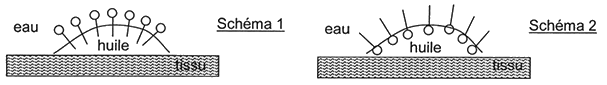 Schéma 1
eau
huile
tissu
Schéma 2
eau
huile
tissu